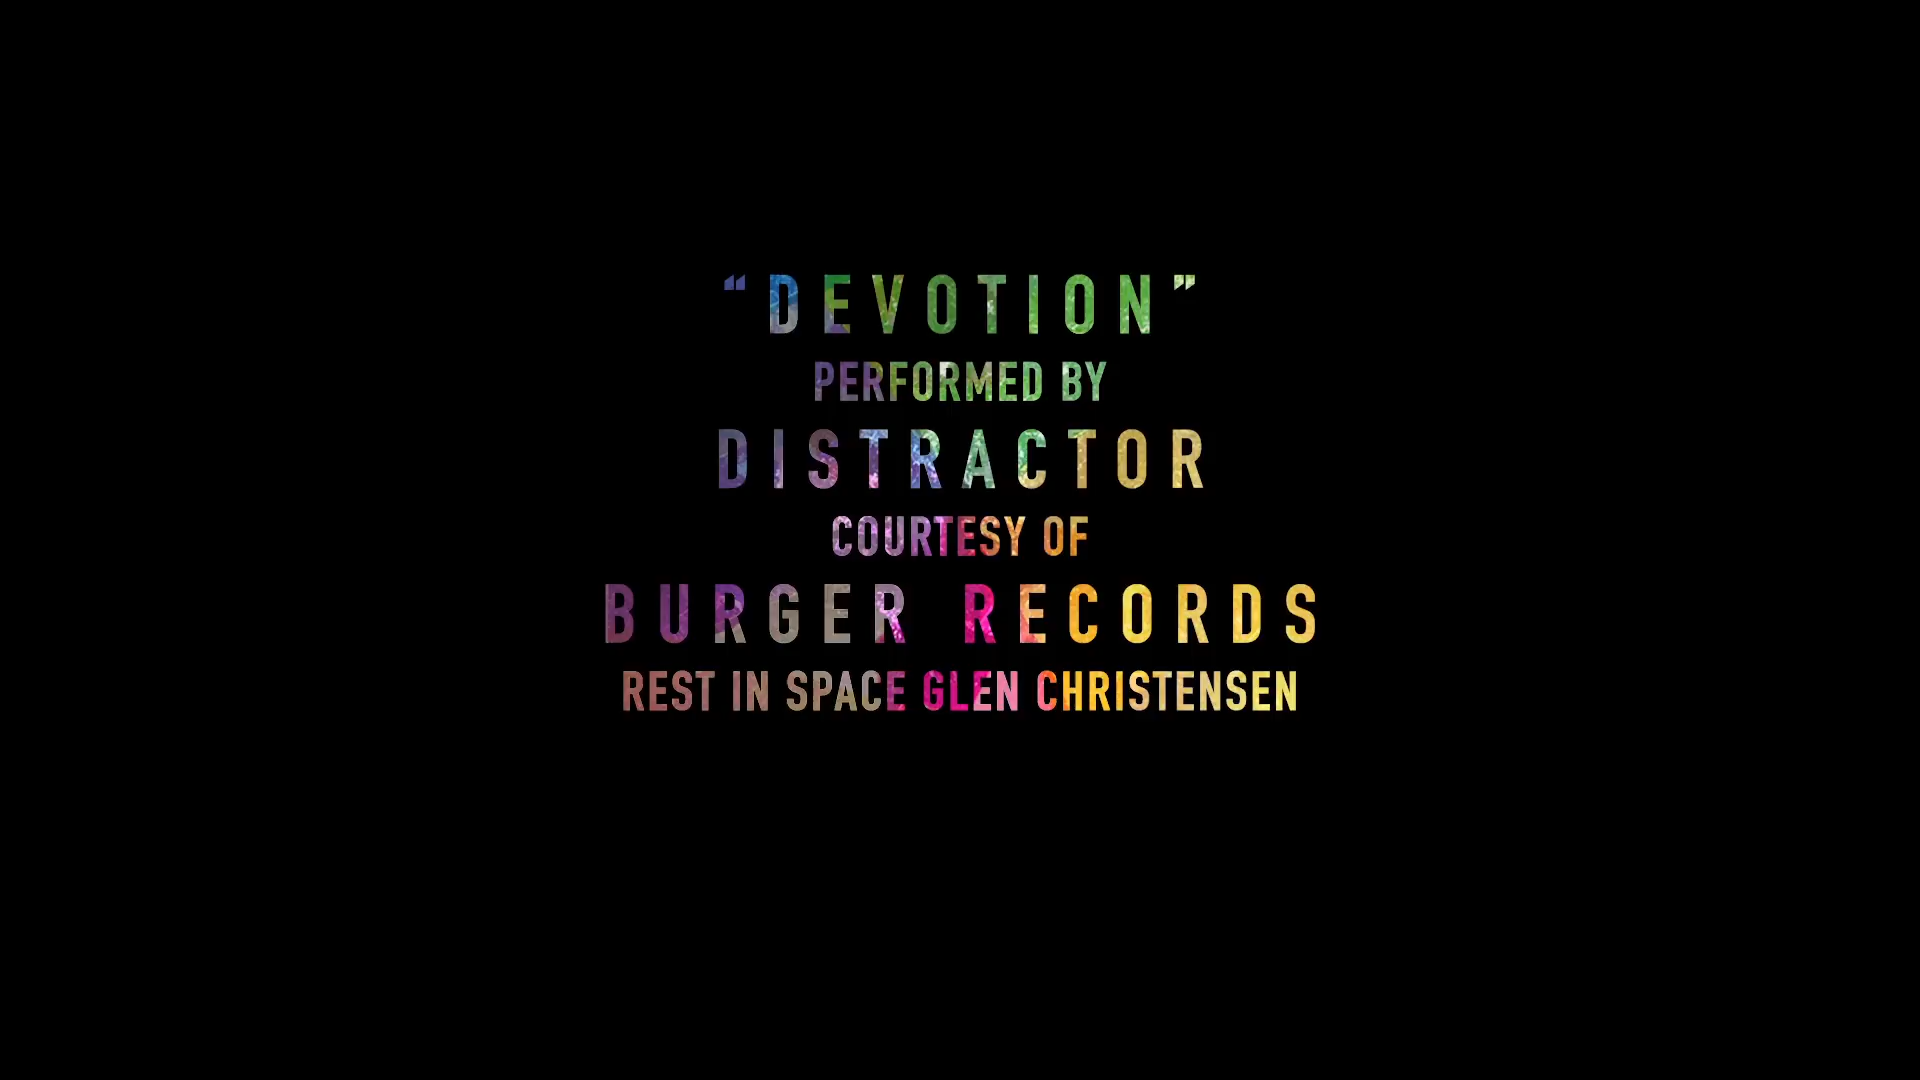 “DEVOTION”
PERFORMED BY
DISTRACTOR
COURTESY OF
BURGER RECORDS
REST IN SPACE GLEN CHRISTENSEN